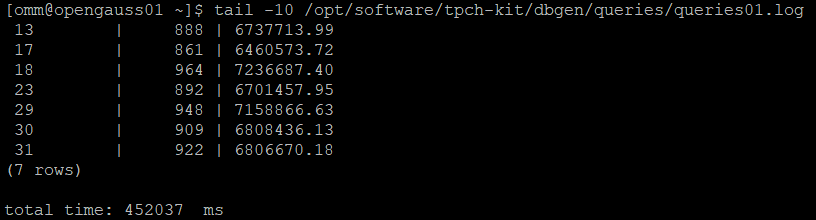 [omm@opengauss01 ~]$ tail -10 /opt/software/tpch-kit/dbgen/queries/queries01.log
13 | 888 | 6737713.99
17 | 861 | 6460573.72
18 | 964 | 7236687.40
23 | 892 | 6701457.95
29 | 948 | 7158866.63
30 | 909 | 6808436.13
31 | 922 | 6806670.18
(7 rows)
total time: 452037 ms